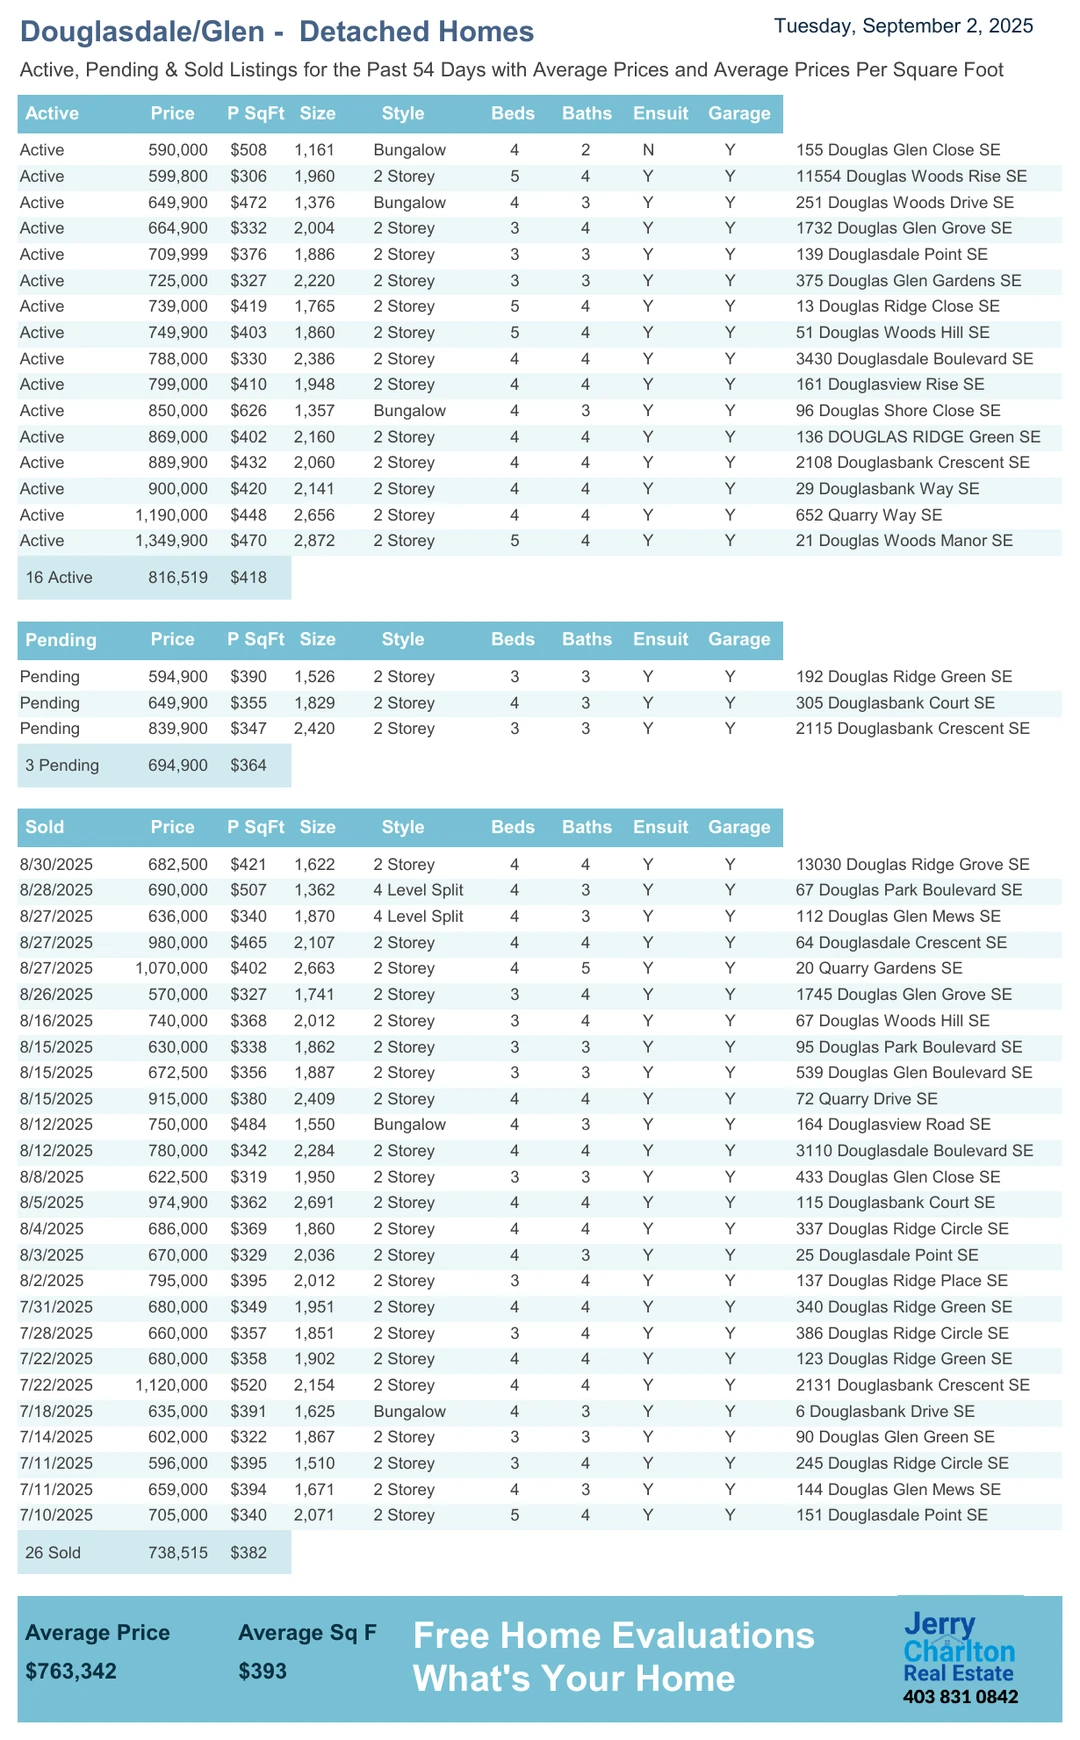 Douglasdale/Glen - Detached Homes
Tuesday, September 2, 2025
Active, Pending & Sold Listings for the Past 54 Days with Average Prices and Average Prices Per Square Foot
Active Price P SqFt Size Style Beds Baths Ensuit Garage
Active 590,000 $508 1,161 Bungalow 4 2 N Y 155 Douglas Glen Close SE
Active 599,800 $306 1,960 2 Storey 5 4 Y Y 11554 Douglas Woods Rise SE
Active 649,900 $472 1,376 Bungalow 4 3 Y Y 251 Douglas Woods Drive SE
Active 664,900 $332 2,004 2 Storey 3 4 Y Y 1732 Douglas Glen Grove SE
Active 709,999 $376 1,886 2 Storey 3 3 Y Y 139 Douglasdale Point SE
Active 725,000 $327 2,220 2 Storey 3 3 Y Y 375 Douglas Glen Gardens SE
Active 739,000 $419 1,765 2 Storey 5 4 Y Y 13 Douglas Ridge Close SE
Active 749,900 $403 1,860 2 Storey 5 4 Y Y 51 Douglas Woods Hill SE
Active 788,000 $330 2,386 2 Storey 4 4 Y Y 3430 Douglasdale Boulevard SE
Active 799,000 $410 1,948 2 Storey 4 4 Y Y 161 Douglasview Rise SE
Active 850,000 $626 1,357 Bungalow 4 3 Y Y 96 Douglas Shore Close SE
Active 869,000 $402 2,160 2 Storey 4 4 Y Y 136 DOUGLAS RIDGE Green SE
Active 889,900 $432 2,060 2 Storey 4 4 Y Y 2108 Douglasbank Crescent SE
Active 900,000 $420 2,141 2 Storey 4 4 Y Y 29 Douglasbank Way SE
Active 1,190,000 $448 2,656 2 Storey 4 4 Y Y 652 Quarry Way SE
Active 1,349,900 $470 2,872 2 Storey 5 4 Y Y 21 Douglas Woods Manor SE
16 Active 816,519 $418
Pending Price P SqFt Size Style Beds Baths Ensuit Garage
Pending 594,900 $390 1,526 2 Storey 3 3 Y Y 192 Douglas Ridge Green SE
Pending 649,900 $355 1,829 2 Storey 4 3 Y Y 305 Douglasbank Court SE
Pending 839,900 $347 2,420 2 Storey 3 3 Y Y 2115 Douglasbank Crescent SE
3 Pending 694,900 $364
Sold Price P SqFt Size Style Beds Baths Ensuit Garage
8/30/2025 682,500 $421 1,622 2 Storey 4 4 Y Y 13030 Douglas Ridge Grove SE
8/28/2025 690,000 $507 1,362 4 Level Split 4 3 Y Y 67 Douglas Park Boulevard SE
8/27/2025 636,000 $340 1,870 4 Level Split 4 3 Y Y 112 Douglas Glen Mews SE
8/27/2025 980,000 $465 2,107 2 Storey 4 4 Y Y 64 Douglasdale Crescent SE
8/27/2025 1,070,000 $402 2,663 2 Storey 4 5 Y Y 20 Quarry Gardens SE
8/26/2025 570,000 $327 1,741 2 Storey 3 4 Y Y 1745 Douglas Glen Grove SE
8/16/2025 740,000 $368 2,012 2 Storey 3 4 Y Y 67 Douglas Woods Hill SE
8/15/2025 630,000 $338 1,862 2 Storey 3 3 Y Y 95 Douglas Park Boulevard SE
8/15/2025 672,500 $356 1,887 2 Storey 3 3 Y Y 539 Douglas Glen Boulevard SE
8/15/2025 915,000 $380 2,409 2 Storey 4 4 Y Y 72 Quarry Drive SE
8/12/2025 750,000 $484 1,550 Bungalow 4 3 Y Y 164 Douglasview Road SE
8/12/2025 780,000 $342 2,284 2 Storey 4 4 Y Y 3110 Douglasdale Boulevard SE
8/8/2025 622,500 $319 1,950 2 Storey 3 3 Y Y 433 Douglas Glen Close SE
8/5/2025 974,900 $362 2,691 2 Storey 4 4 Y Y 115 Douglasbank Court SE
8/4/2025 686,000 $369 1,860 2 Storey 4 4 Y Y 337 Douglas Ridge Circle SE
8/3/2025 670,000 $329 2,036 2 Storey 4 3 Y Y 25 Douglasdale Point SE
8/2/2025 795,000 $395 2,012 2 Storey 3 4 Y Y 137 Douglas Ridge Place SE
7/31/2025 680,000 $349 1,951 2 Storey 4 4 Y Y 340 Douglas Ridge Green SE
7/28/2025 660,000 $357 1,851 2 Storey 3 4 Y Y 386 Douglas Ridge Circle SE
7/22/2025 680,000 $358 1,902 2 Storey 4 4 Y Y 123 Douglas Ridge Green SE
7/22/2025 1,120,000 $520 2,154 2 Storey 4 4 Y Y 2131 Douglasbank Crescent SE
7/18/2025 635,000 $391 1,625 Bungalow 4 3 Y Y 6 Douglasbank Drive SE
7/14/2025 602,000 $322 1,867 2 Storey 3 3 Y Y 90 Douglas Glen Green SE
7/11/2025 596,000 $395 1,510 2 Storey 3 4 Y Y 245 Douglas Ridge Circle SE
7/11/2025 659,000 $394 1,671 2 Storey 4 3 Y Y 144 Douglas Glen Mews SE
7/10/2025 705,000 $340 2,071 2 Storey 5 4 Y Y 151 Douglasdale Point SE
26 Sold 738,515 $382
Average Price Average Sq F
$763,342 $393
Free Home Evaluations
What's Your Home
Jerry
Charlton
Real Estate
403 831 0842